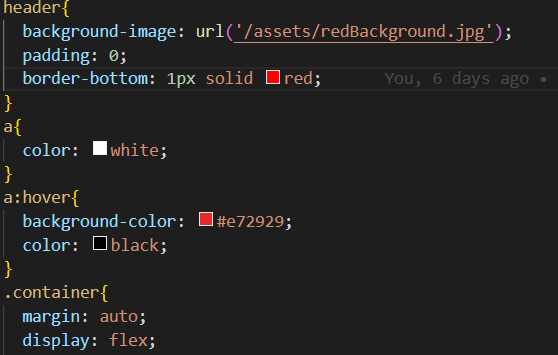 header{
  background-image: url('/assets/redBackground.jpg');
  padding: 0;
  border-bottom: 1px solid red;    You, 6 days ago •
}
a{
  color: white;
}
a:hover{
  background-color: #e72929;
  color: black;
}
.container{
  margin: auto;
  display: flex;